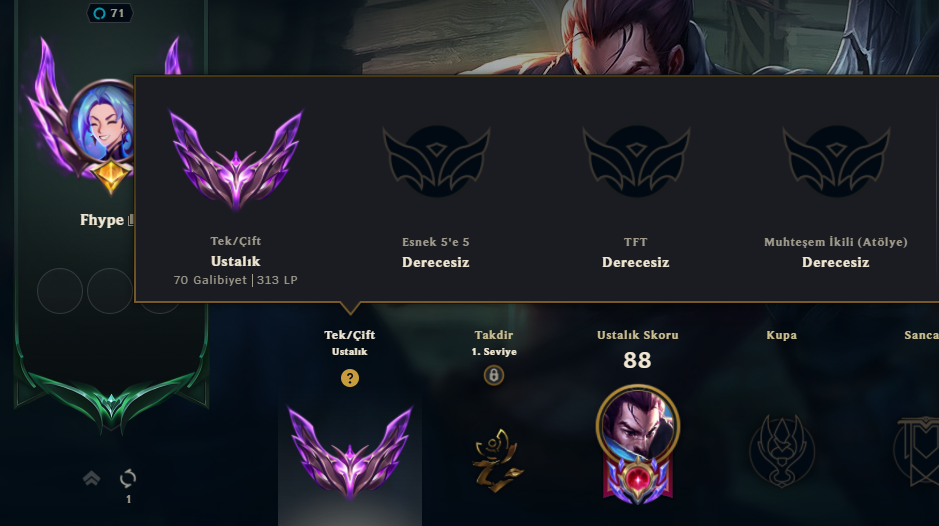 71
Fhype
Tek/Çift
Ustalık
70 Galibiyet | 313 LP
Esnek 5'e 5
Derecesiz
TFT
Derecesiz
Muhteşem İkili (Atölye)
Derecesiz
Tek/Çift
Ustalık
?
Takdir
1. Seviye
Ustalık Skoru
88
Kupa
Sanca
1